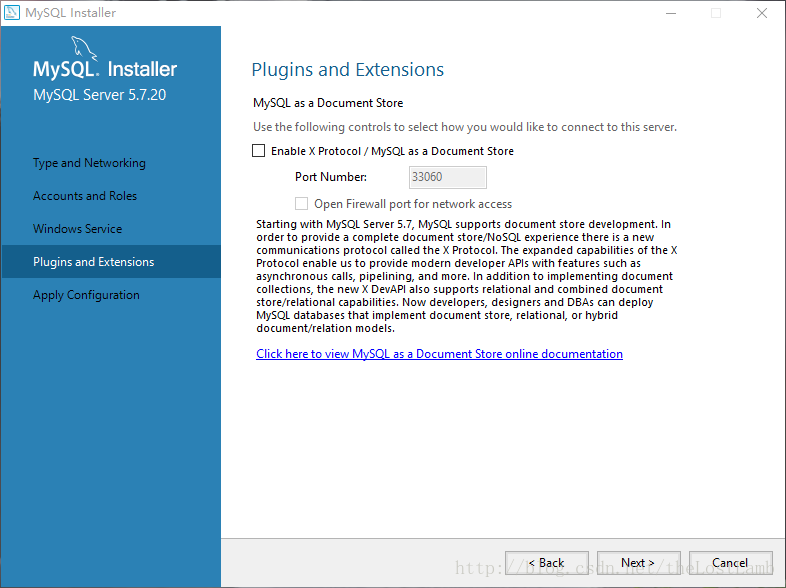 MySQL Installer
MySQL. Installer
MySQL Server 5.7.20
Type and Networking
Accounts and Roles
Windows Service
Plugins and Extensions
Apply Configuration
Plugins and Extensions
MySQL as a Document Store
Use the following controls to select how you would like to connect to this server.
Enable X Protocol / MySQL as a Document Store
Port Number: 33060
Open Firewall port for network access
Starting with MySQL Server 5.7, MySQL supports document store development. In
order to provide a complete document store/NoSQL experience there is a new
communications protocol called the X Protocol. The expanded capabilities of the X
Protocol enable us to provide modern developer APIs with features such as
asynchronous calls, pipelining, and more. In addition to implementing document
collections, the new X DevAPI also supports relational and combined document
store/relational capabilities. Now developers, designers and DBAs can deploy
MySQL databases that implement document store, relational, or hybrid
document/relation models.
Click here to view MySQL as a Document Store online documentation
< Back Next > Cancel
http://blog.csdn.net/theLostLamb